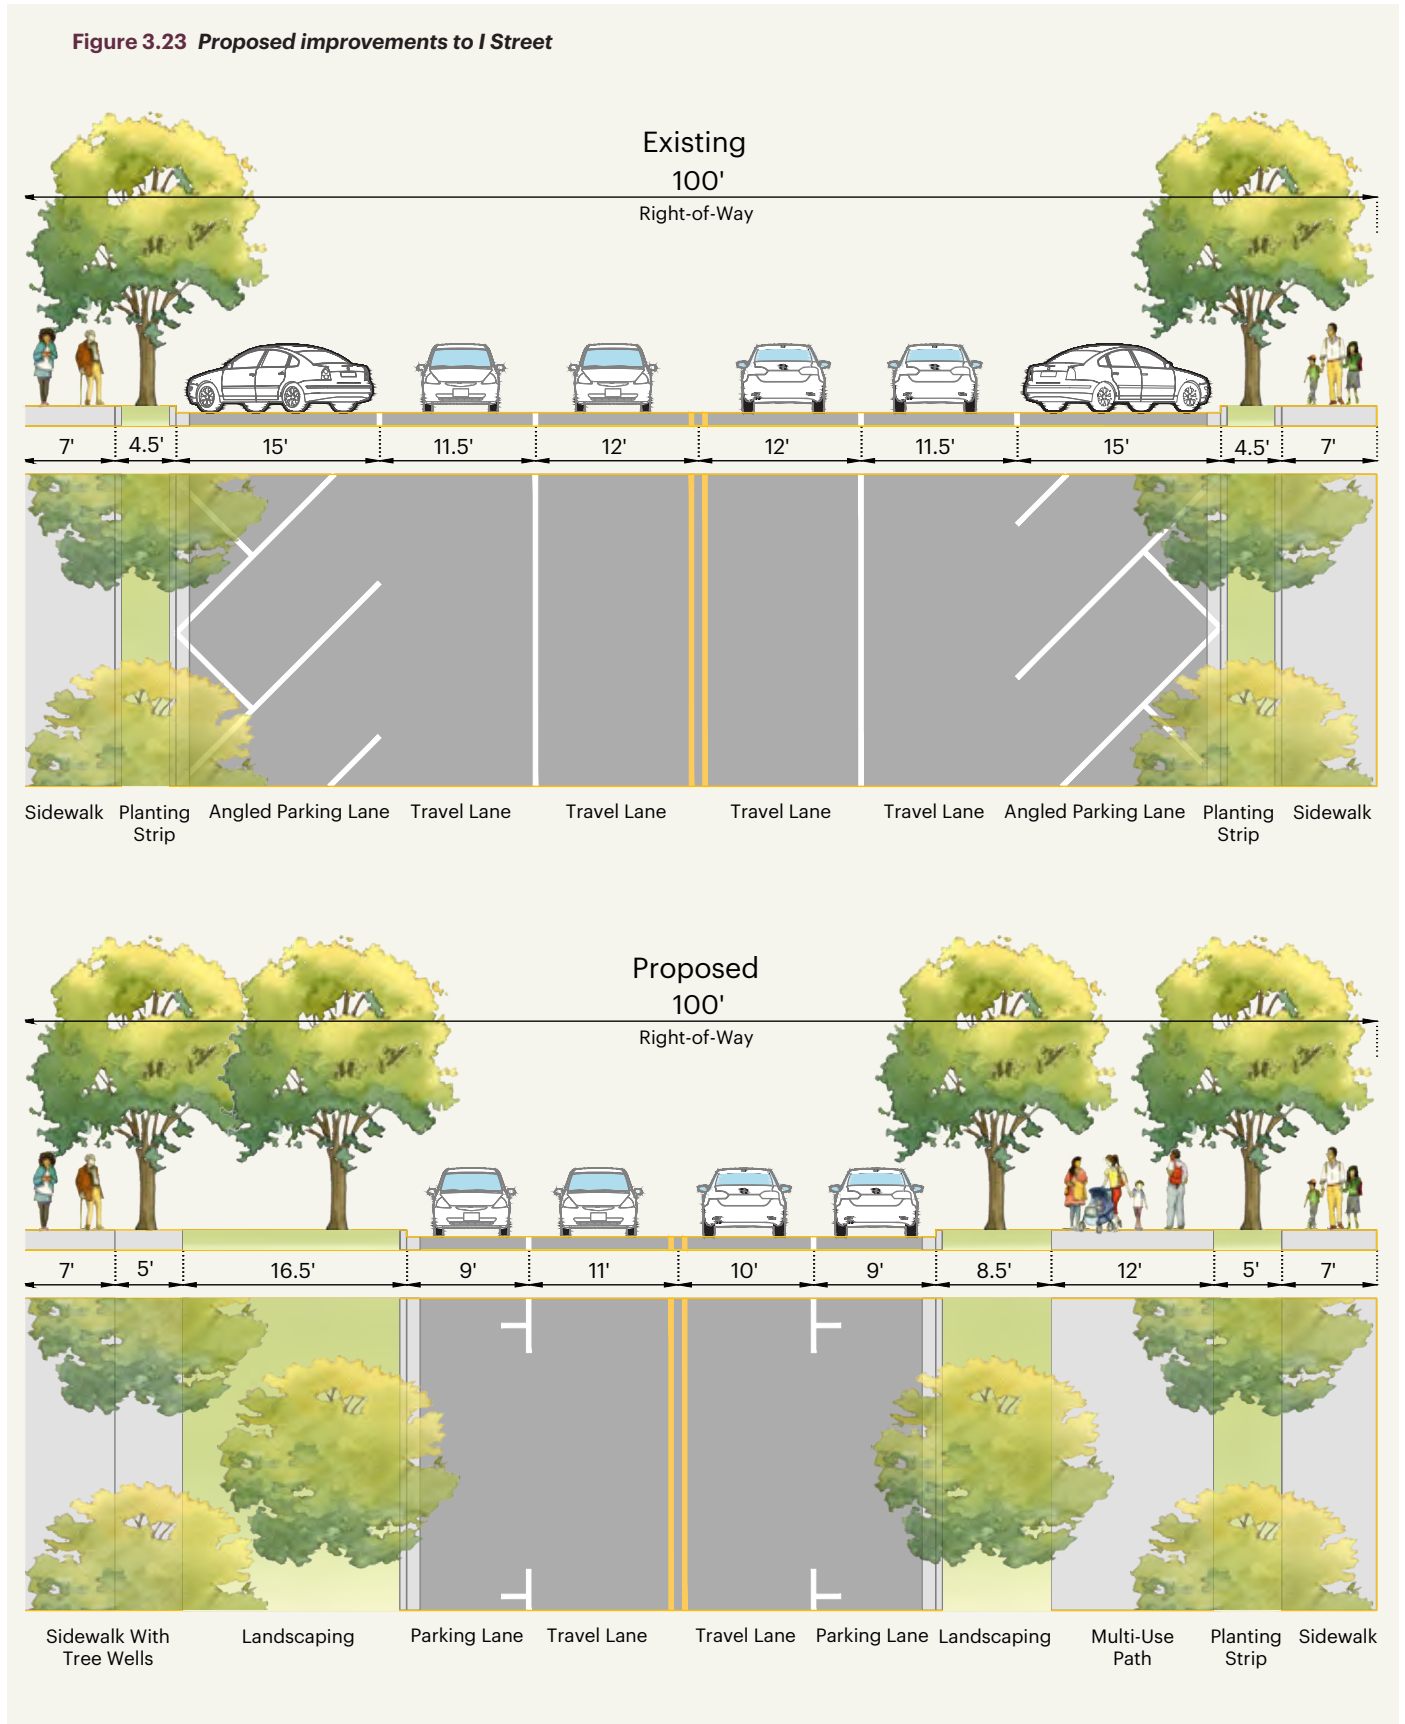 Figure 3.23 Proposed improvements to I Street
Existing
100'
Right-of-Way
7' 4.5' 15' 11.5' 12' 12' 11.5' 15' 4.5' 7'
Sidewalk Planting Angled Parking Lane Travel Lane Travel Lane Travel Lane Travel Lane Angled Parking Lane Planting Sidewalk
Strip Strip
Proposed
100'
Right-of-Way
7' 5' 16.5' 9' 11' 10' 9' 8.5' 12' 5' 7'
Sidewalk With Landscaping Parking Lane Travel Lane Travel Lane Parking Lane Landscaping Multi-Use Planting Sidewalk
Tree Wells Path Strip